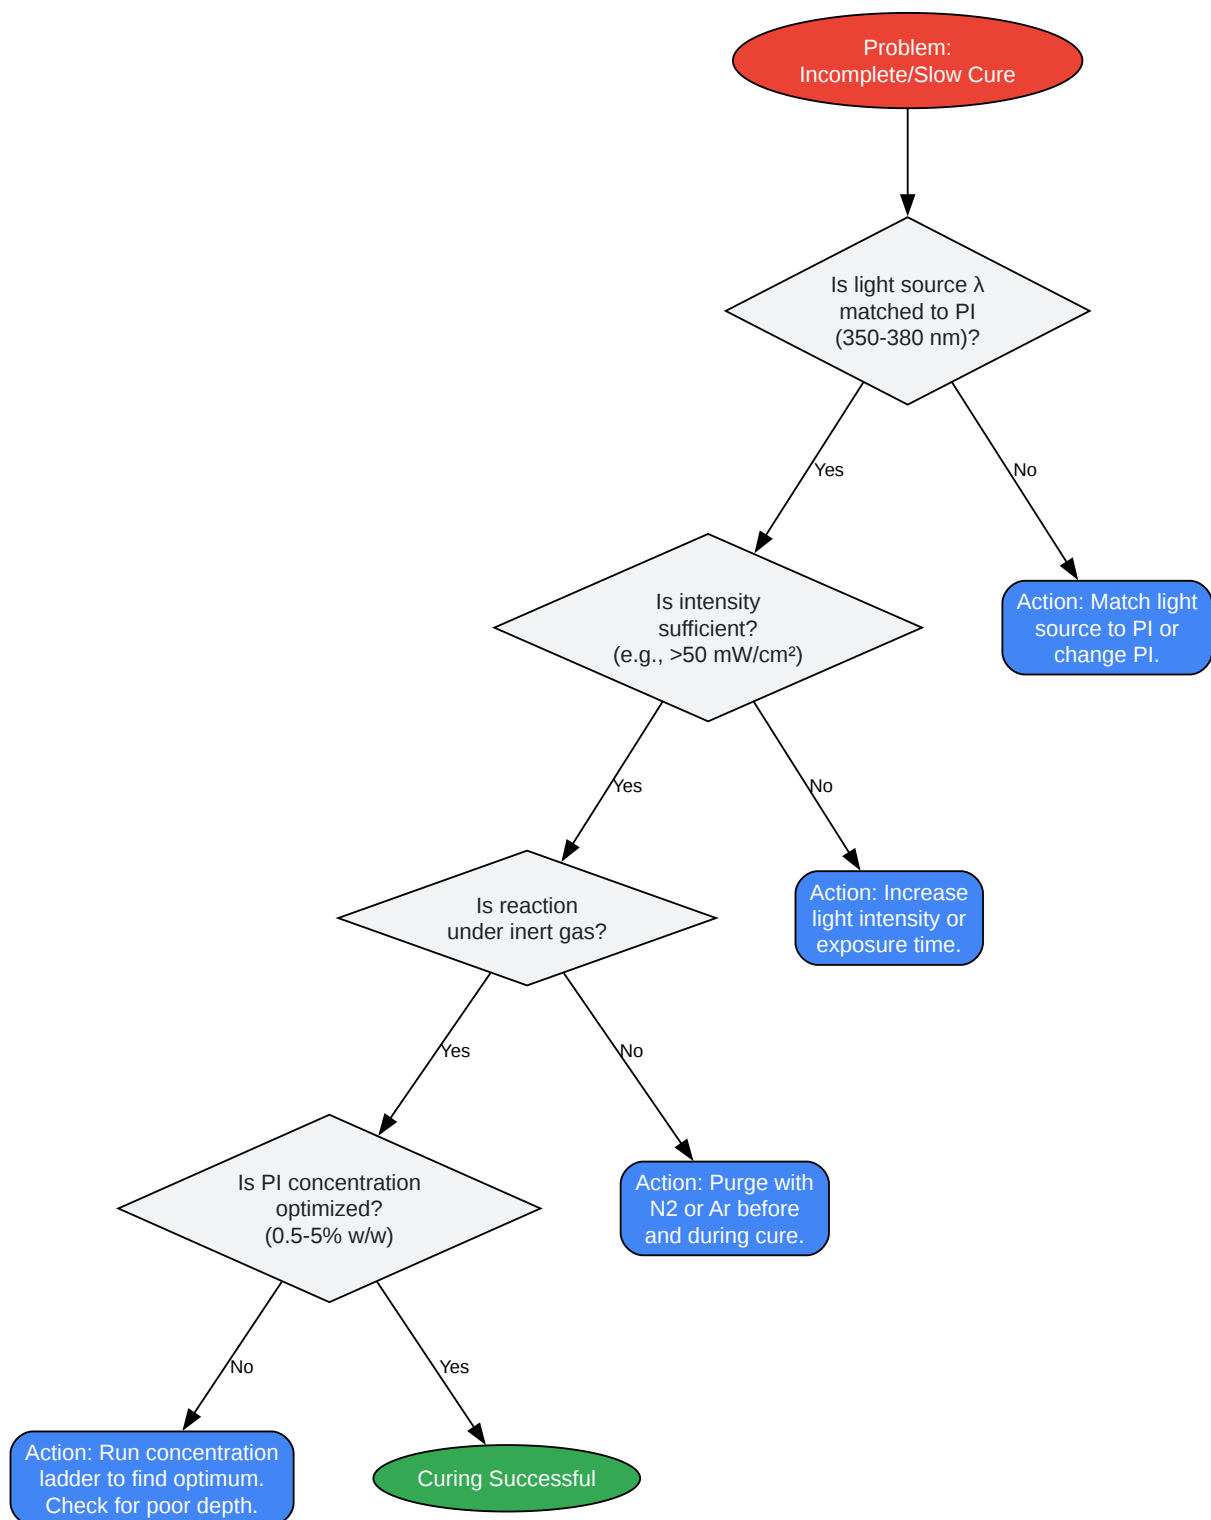 Problem:
Incomplete/Slow Cure
Is light source λ
matched to PI
(350-380 nm)?
Yes
No
Is intensity
sufficient?
(e.g., >50 mW/cm²)
Action: Match light
source to PI or
change PI.
Yes
No
Is reaction
under inert gas?
Action: Increase
light intensity or
exposure time.
Yes
No
Is PI concentration
optimized?
(0.5-5% w/w)
Action: Purge with
N2 or Ar before
and during cure.
No
Yes
Action: Run concentration
ladder to find optimum.
Check for poor depth.
Curing Successful